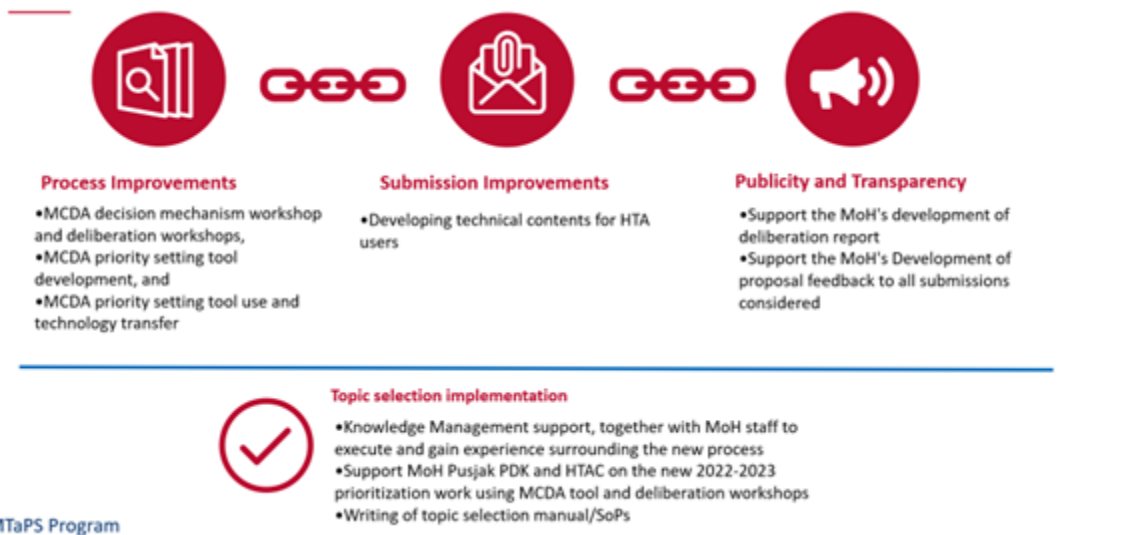 Process Improvements
•MCDA decision mechanism workshop
and deliberation workshops,
•MCDA priority setting tool
development, and
•MCDA priority setting tool use and
technology transfer
Submission Improvements
•Developing technical contents for HTA
users
Publicity and Transparency
•Support the MoH's development of
deliberation report
•Support the MoH's Development of
proposal feedback to all submissions
considered
Topic selection implementation
•Knowledge Management support, together with MoH staff to
execute and gain experience surrounding the new process
•Support MoH Pusjak PDK and HTAC on the new 2022-2023
prioritization work using MCDA tool and deliberation workshops
•Writing of topic selection manual/SoPs
MTaPS Program